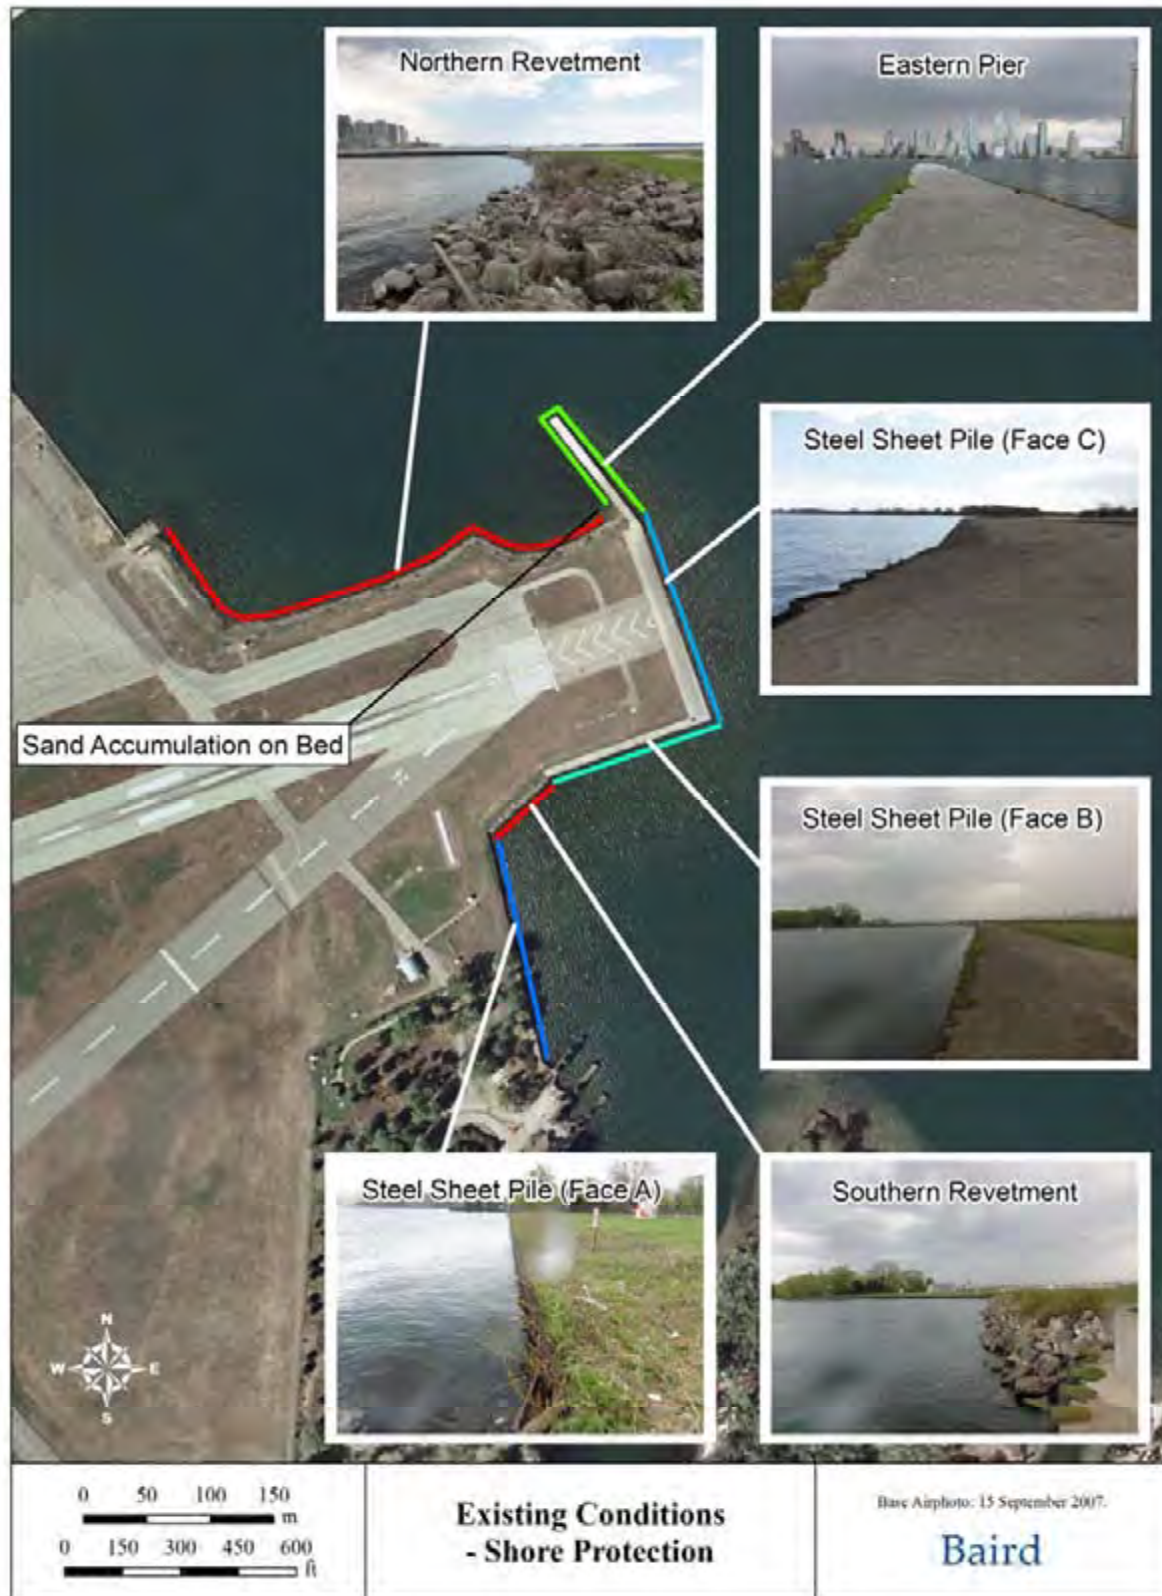 Northern Revetment
Eastern Pier
Steel Sheet Pile (Face C)
Sand Accumulation on Bed
Steel Sheet Pile (Face B)
Steel Sheet Pile (Face A)
Southern Revetment
N
W E
S
0 50 100 150
m
0 150 300 450 600
ft
Existing Conditions
- Shore Protection
Base Airphoto: 15 September 2007.
Baird